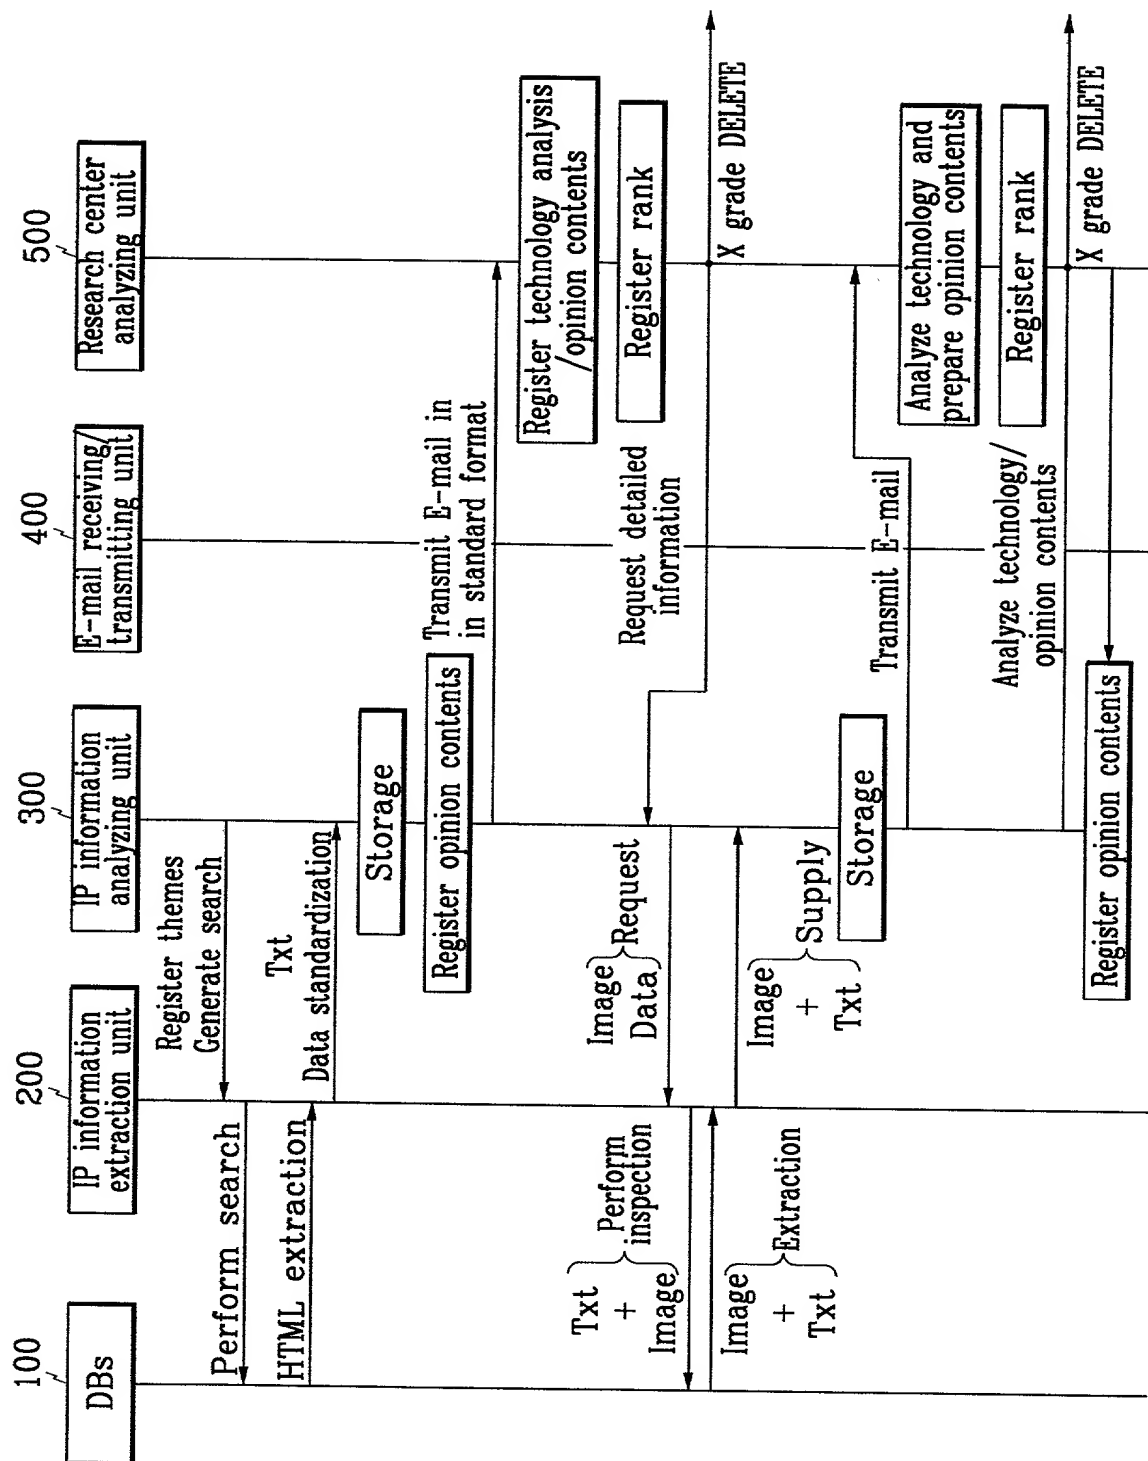 100
DBs
200
IP information
extraction unit
300
IP information
analyzing unit
400
E-mail receiving/
transmitting unit
500
Research center
analyzing unit
Register themes
Generate search
Perform search
HTML extraction
Txt
Data standardization
Storage
Register opinion contents
Transmit E-mail in
in standard format
Register technology analysis
/opinion contents
Register rank
Request detailed
information
X grade DELETE
Image
Data
Request
Txt
+
Image
Perform
inspection
Image
+
Txt
Extraction
Image
+
Txt
Supply
Storage
Transmit E-mail
Analyze technology and
prepare opinion contents
Register rank
Analyze technology/
opinion contents
X grade DELETE
Register opinion contents